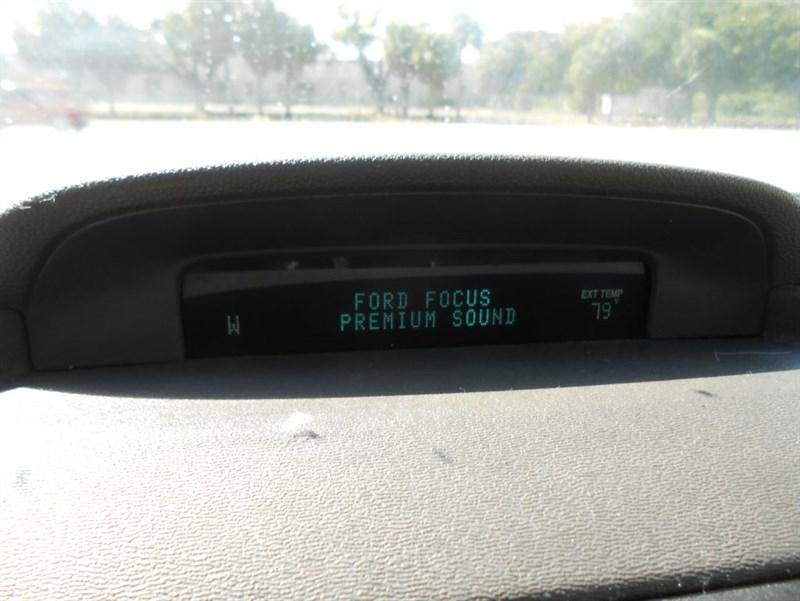 FORD FOCUS
PREMIUM SOUND
W
EXT TEMP
79°